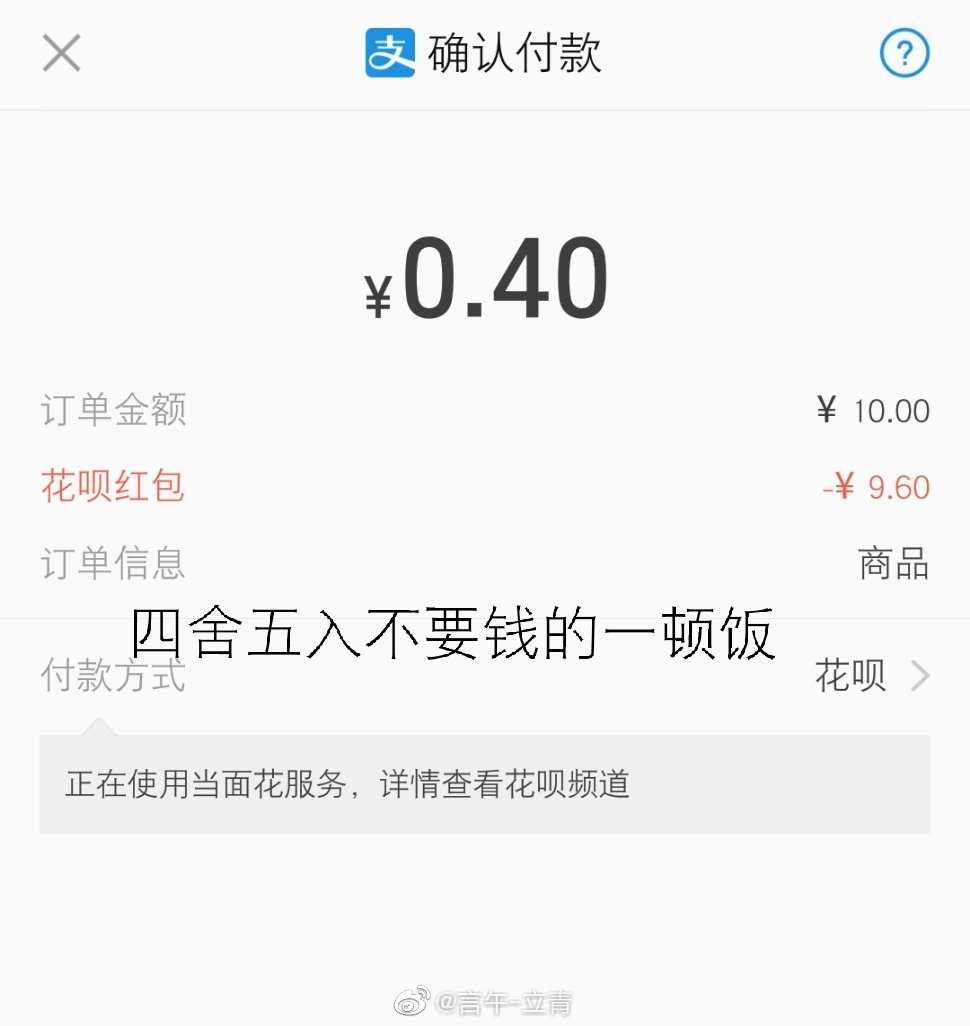 支 确认付款 ?
¥0.40
订单金额 ¥ 10.00
花呗红包 -¥ 9.60
订单信息 商品
四舍五入不要钱的一顿饭
付款方式 花呗
正在使用当面花服务，详情查看花呗频道
@言午-立青